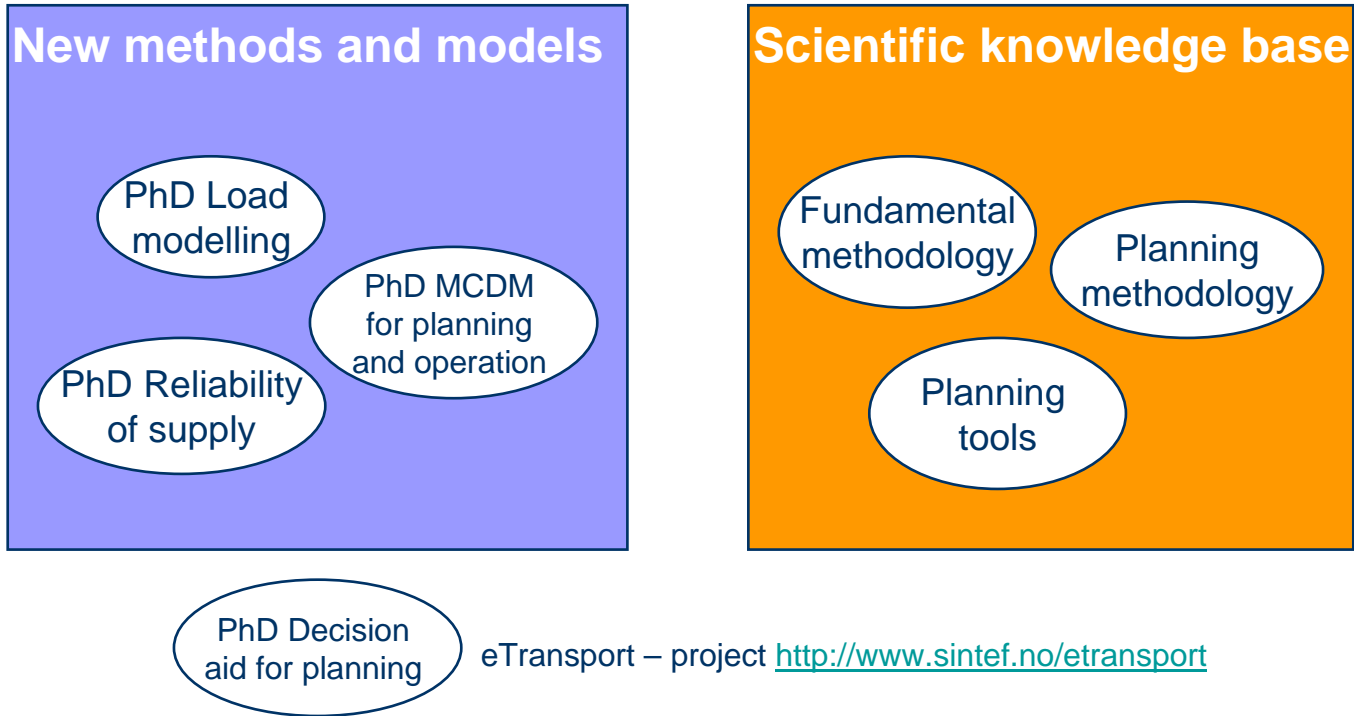 New methods and models
PhD Load
modelling
PhD MCDM
for planning
and operation
PhD Reliability
of supply
Scientific knowledge base
Fundamental
methodology
Planning
methodology
Planning
tools
PhD Decision
aid for planning
eTransport – project http://www.sintef.no/etransport